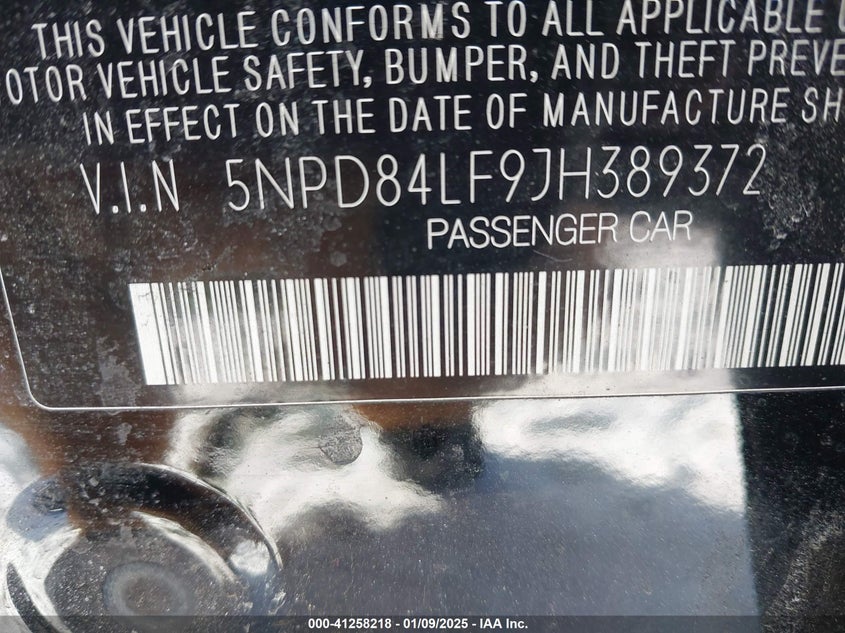 THIS VEHICLE CONFORMS TO ALL APPLICABLE
OTOR VEHICLE SAFETY, BUMPER, AND THEFT PREVE
IN EFFECT ON THE DATE OF MANUFACTURE SH
V.I.N 5NPD84LF9JH389372
PASSENGER CAR
000-41258218 - 01/09/2025 - IAA Inc.